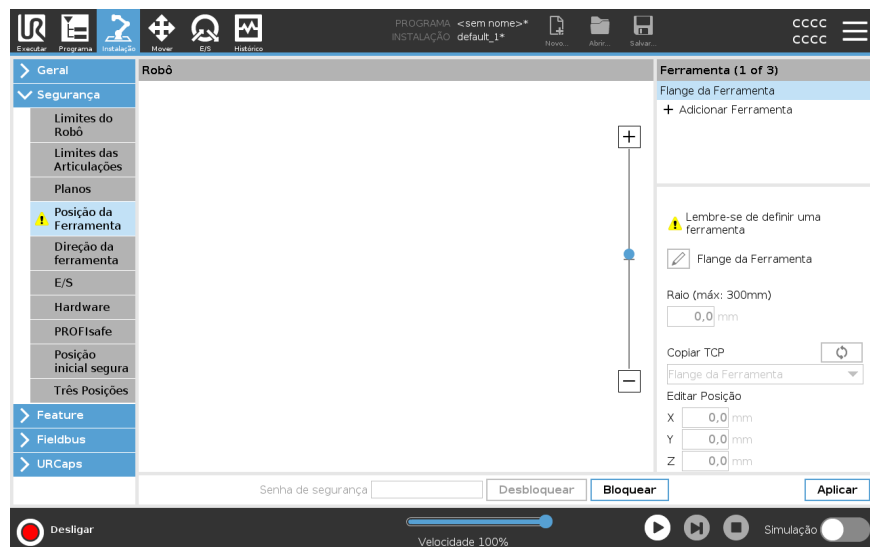 PROGRAMA <sem nome>*
INSTALAÇÃO default_1*
CCCC
CCCC
Executar Programa Instalação Mover E/S Histórico Novo... Abrir... Salvar...
Geral
Segurança
Limites do
Robô
Limites das
Articulações
Planos
Posição da
Ferramenta
Direção da
ferramenta
E/S
Hardware
PROFIsafe
Posição
inicial segura
Três Posições
Feature
Fieldbus
URCaps
Robô
Ferramenta (1 of 3)
Flange da Ferramenta
+ Adicionar Ferramenta
Lembre-se de definir uma
ferramenta
Flange da Ferramenta
Raio (máx: 300mm)
0,0 mm
Copiar TCP
Flange da Ferramenta
Editar Posição
X 0,0 mm
Y 0,0 mm
Z 0,0 mm
Senha de segurança Desbloquear Bloquear Aplicar
Desligar
Velocidade 100%
Simulação